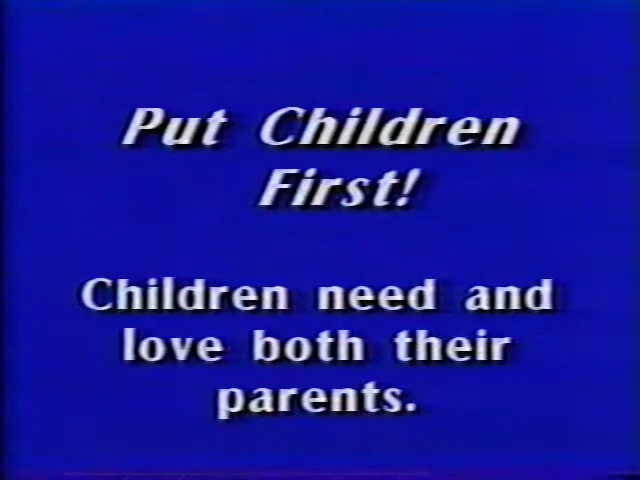 Put Children
First!
Children need and
love both their
parents.